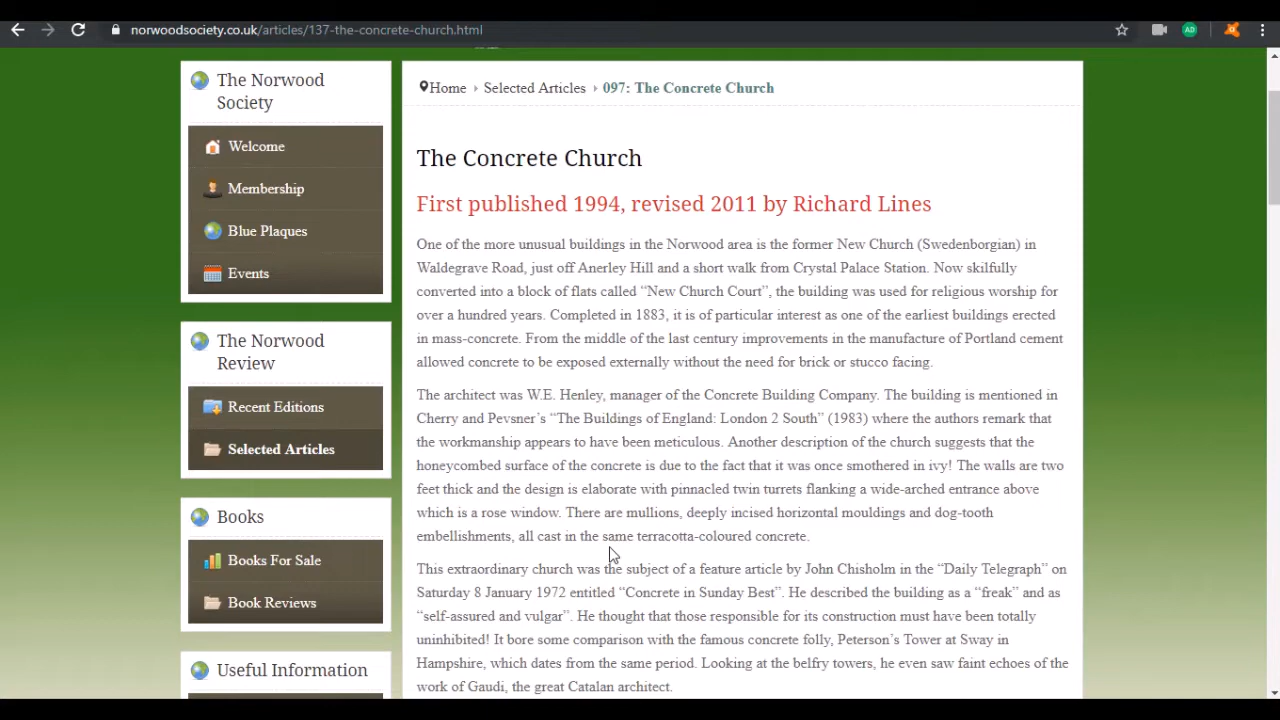 norwoodsociety.co.uk/articles/137-the-concrete-church.html
AD
The Norwood
Society
Welcome
Membership
Blue Plaques
Events
The Norwood
Review
Recent Editions
Selected Articles
Books
Books For Sale
Book Reviews
Useful Information
Home Selected Articles 097: The Concrete Church
The Concrete Church
First published 1994, revised 2011 by Richard Lines
One of the more unusual buildings in the Norwood area is the former New Church (Swedenborgian) in
Waldegrave Road, just off Anerley Hill and a short walk from Crystal Palace Station. Now skilfully
converted into a block of flats called “New Church Court”, the building was used for religious worship for
over a hundred years. Completed in 1883, it is of particular interest as one of the earliest buildings erected
in mass-concrete. From the middle of the last century improvements in the manufacture of Portland cement
allowed concrete to be exposed externally without the need for brick or stucco facing.
The architect was W.E. Henley, manager of the Concrete Building Company. The building is mentioned in
Cherry and Pevsner’s “The Buildings of England: London 2 South” (1983) where the authors remark that
the workmanship appears to have been meticulous. Another description of the church suggests that the
honeycombed surface of the concrete is due to the fact that it was once smothered in ivy! The walls are two
feet thick and the design is elaborate with pinnacled twin turrets flanking a wide-arched entrance above
which is a rose window. There are mullions, deeply incised horizontal mouldings and dog-tooth
embellishments, all cast in the same terracotta-coloured concrete.
This extraordinary church was the subject of a feature article by John Chisholm in the “Daily Telegraph” on
Saturday 8 January 1972 entitled “Concrete in Sunday Best”. He described the building as a “freak” and as
“self-assured and vulgar”. He thought that those responsible for its construction must have been totally
uninhibited! It bore some comparison with the famous concrete folly, Peterson’s Tower at Sway in
Hampshire, which dates from the same period. Looking at the belfry towers, he even saw faint echoes of the
work of Gaudi, the great Catalan architect.